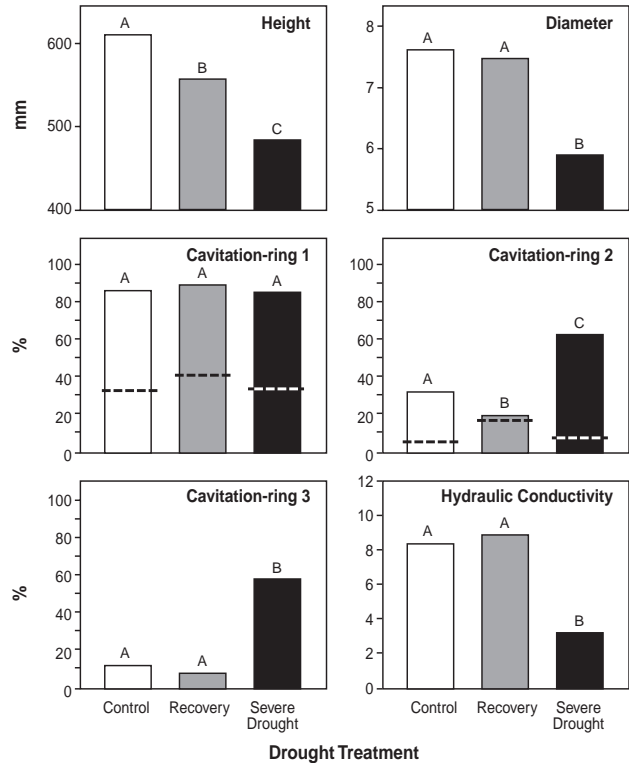 Height
mm
600
500
400
A
B
C
Diameter
8
7
6
5
A
A
B
Cavitation-ring 1
%
100
80
60
40
20
0
A
A
A
Cavitation-ring 2
100
80
60
40
20
0
A
B
C
Cavitation-ring 3
%
100
80
60
40
20
0
A
A
B
Control
Recovery
Severe
Drought
Hydraulic Conductivity
12
10
8
6
4
2
0
A
A
B
Control
Recovery
Severe
Drought
Drought Treatment